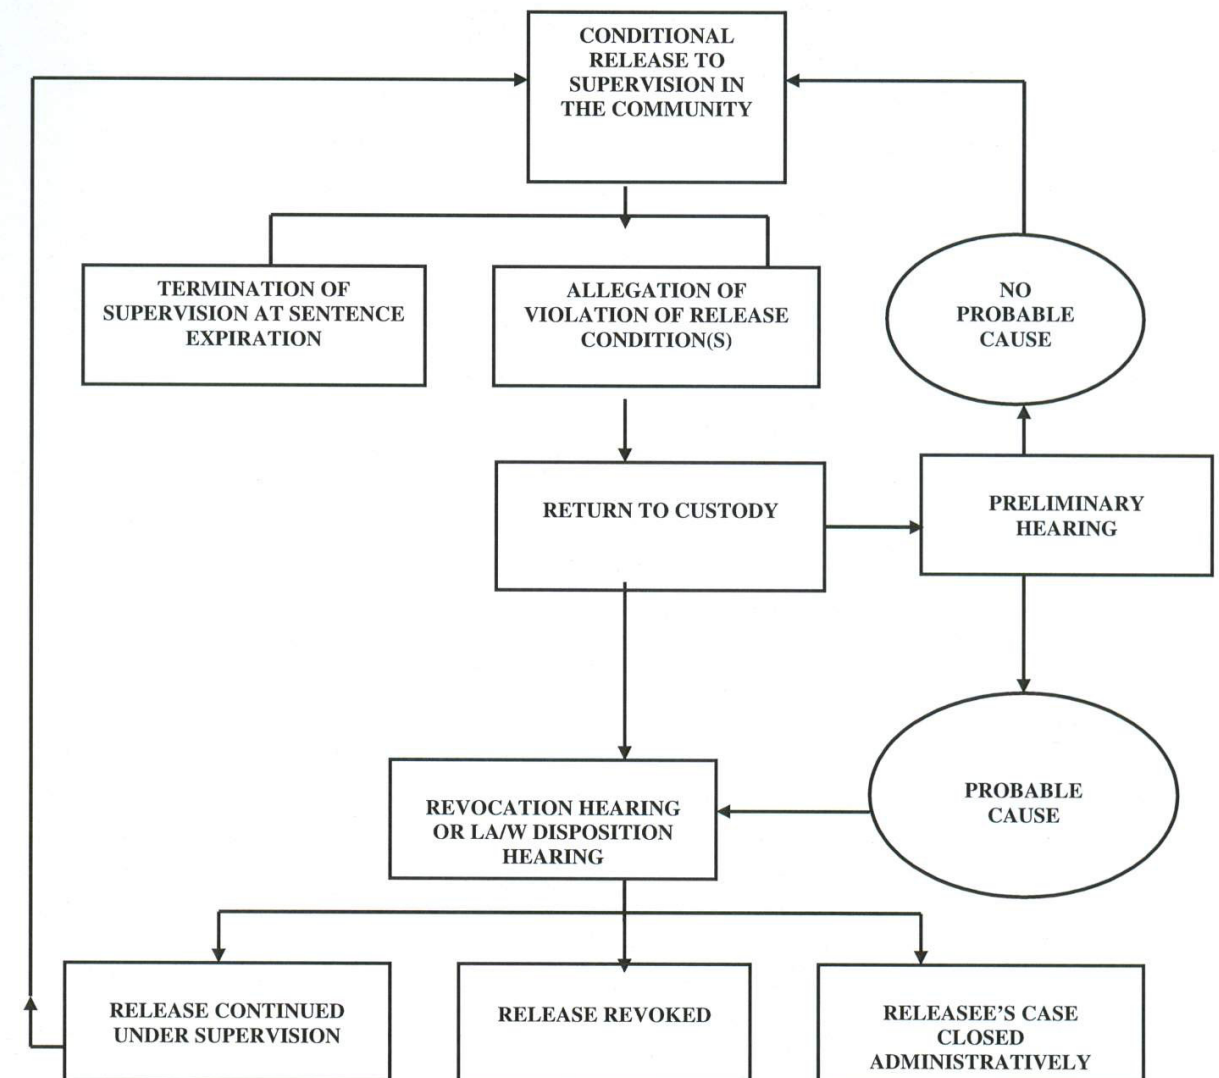 CONDITIONAL
RELEASE TO
SUPERVISION IN
THE COMMUNITY
TERMINATION OF
SUPERVISION AT SENTENCE
EXPIRATION
ALLEGATION OF
VIOLATION OF RELEASE
CONDITION(S)
NO
PROBABLE
CAUSE
RETURN TO CUSTODY
PRELIMINARY
HEARING
REVOCATION HEARING
OR LA/W DISPOSITION
HEARING
PROBABLE
CAUSE
RELEASE CONTINUED
UNDER SUPERVISION
RELEASE REVOKED
RELEASEE'S CASE
CLOSED
ADMINISTRATIVELY